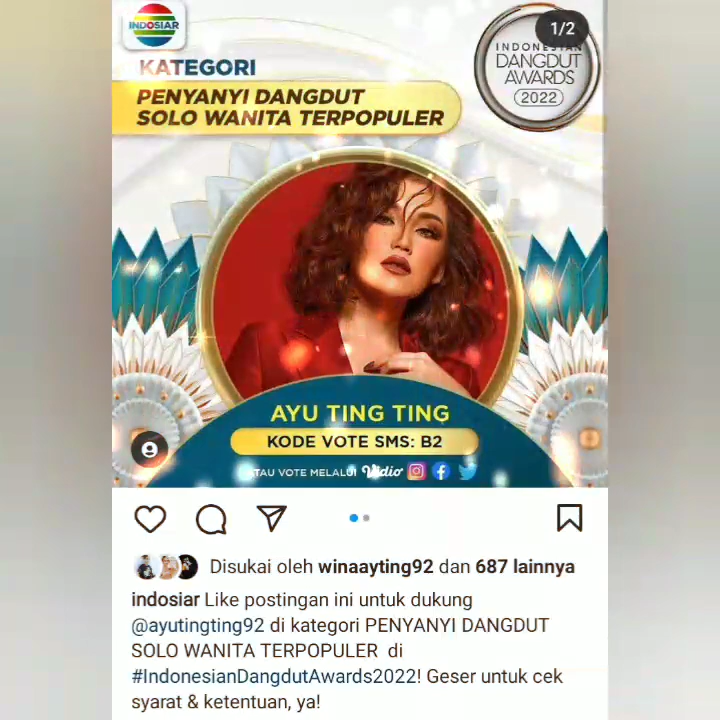 INDOSIAR
1/2
INDONESIAN
DANGDUT
AWARDS
2022
KATEGORI
PENYANYI DANGDUT
SOLO WANITA TERPOPULER
AYU TING TING
KODE VOTE SMS: B2
ATAU VOTE MELALUI Vidio
Disukai oleh winaayting92 dan 687 lainnya
indosiar Like postingan ini untuk dukung
@ayutingting92 di kategori PENYANYI DANGDUT
SOLO WANITA TERPOPULER di
#IndonesianDangdutAwards2022! Geser untuk cek
syarat & ketentuan, ya!